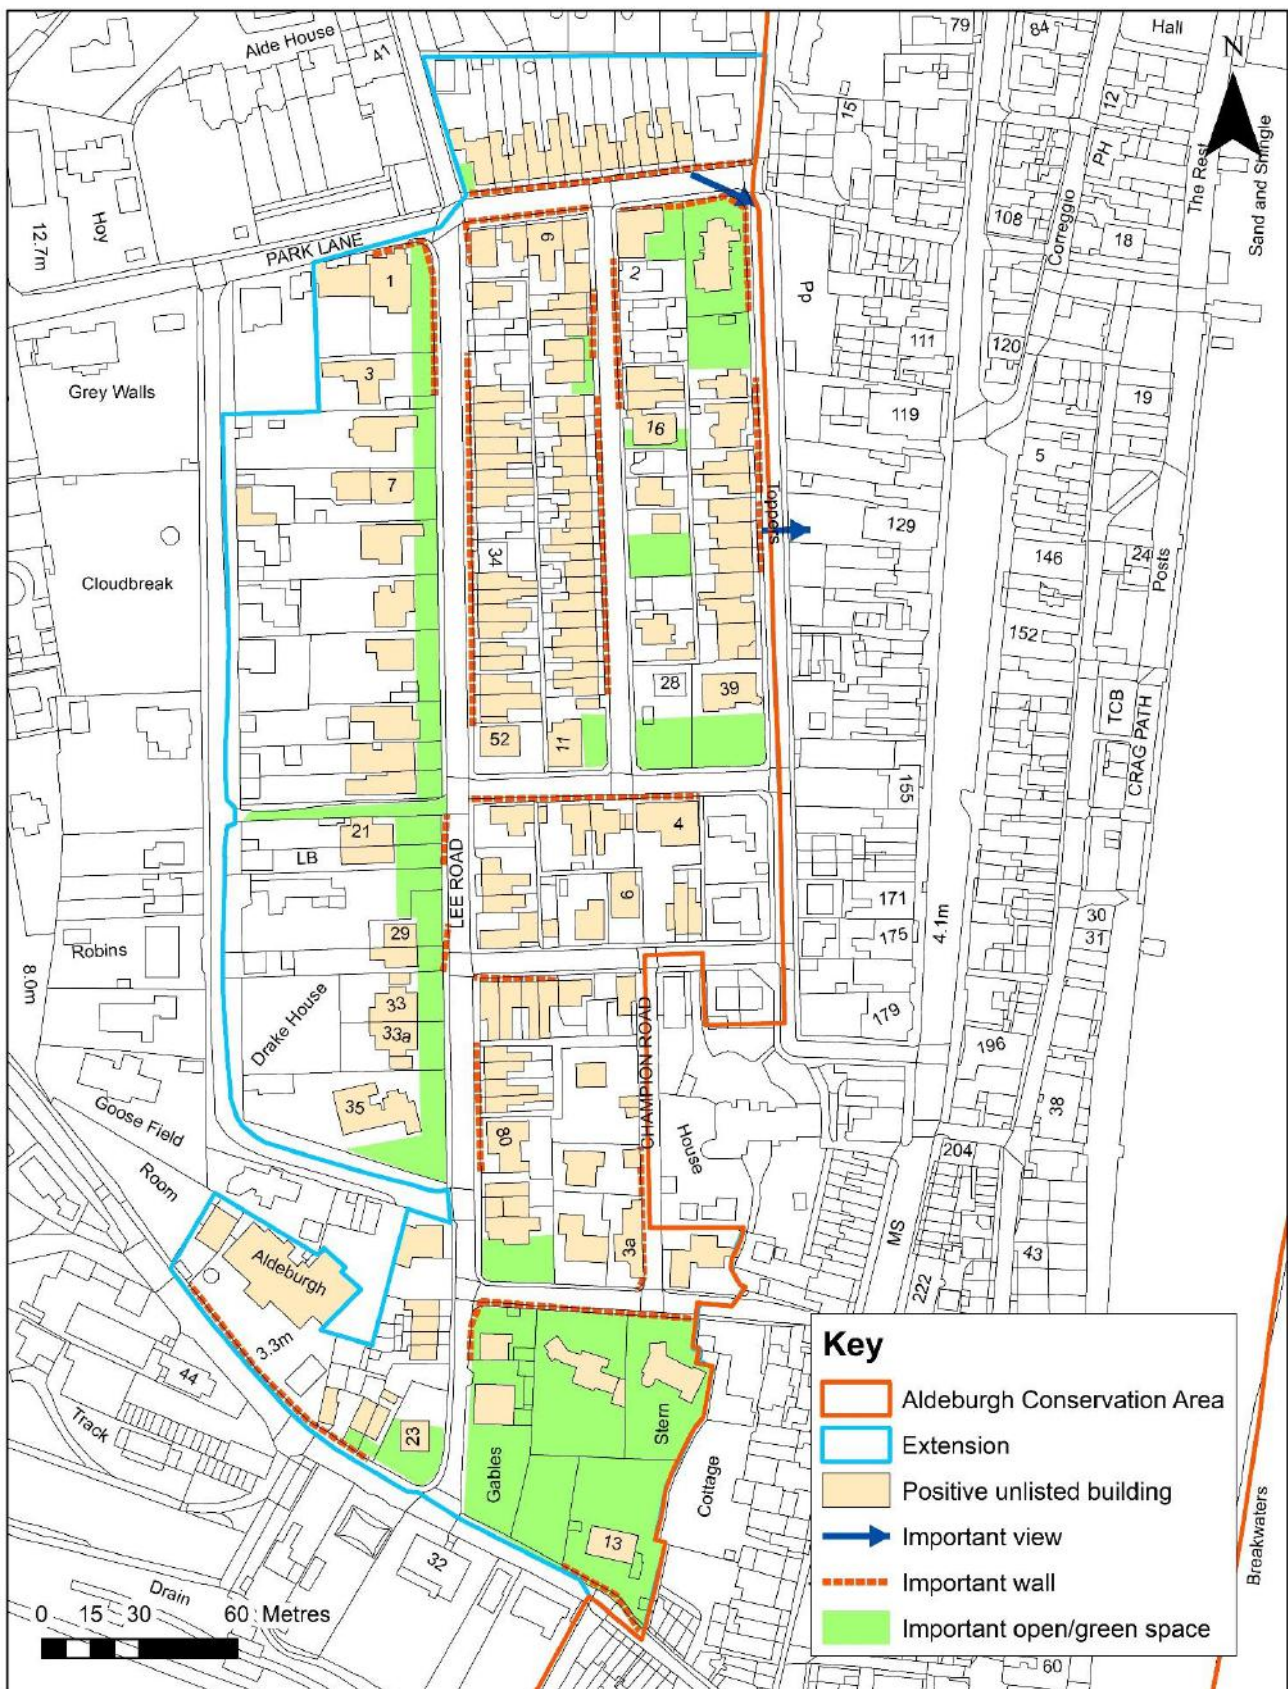 Alde House
41
79
84
Hall
N
12
15
PH
The Rest
Sand and Shingle
Hoy
12.7m
PARK LANE
1
9
2
Pp
108
Correggio
18
111
120
3
Grey Walls
16
119
19
5
7
Toppers
129
34
146
24
Posts
Cloudbreak
152
28
39
52
11
TCB
CRAG PATH
155
21
LB
4
LEE ROAD
6
171
30
Robins
29
175
4.1m
31
8.0m
Drake House
33
33a
CHAMPION ROAD
179
196
35
38
Goose Field
80
House
204
Room
MS
3a
43
Aldeburgh
222
3.3m
44
Track
23
Gables
Stern
Cottage
13
32
Drain
Breakwaters
60
0 15 30 60 Metres
Key
Aldeburgh Conservation Area
Extension
Positive unlisted building
Important view
Important wall
Important open/green space